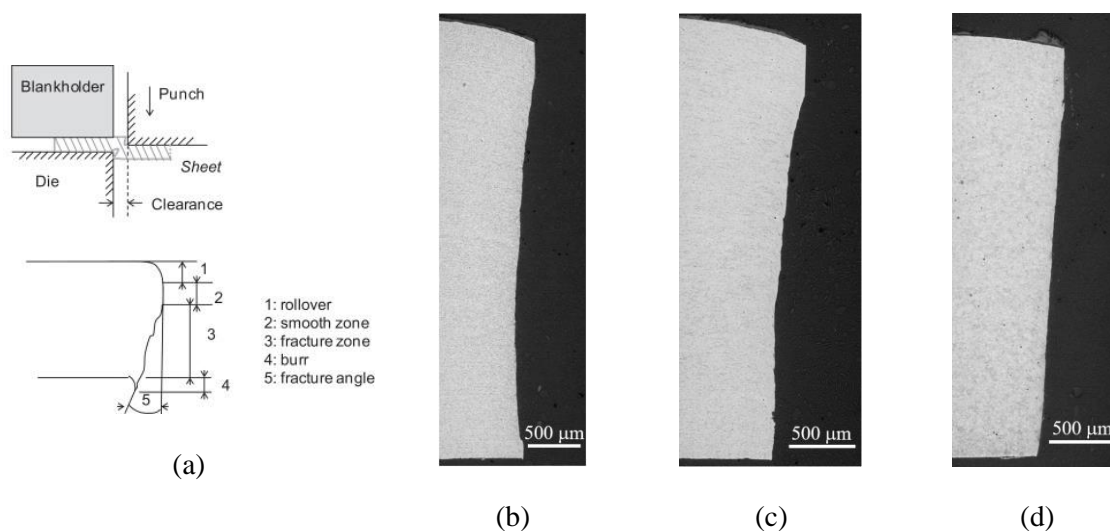 Blankholder
Punch
Sheet
Die
Clearance
1
2
3
4
5
1: rollover
2: smooth zone
3: fracture zone
4: burr
5: fracture angle
500 µm
500 µm
500 µm
(a)
(b)
(c)
(d)